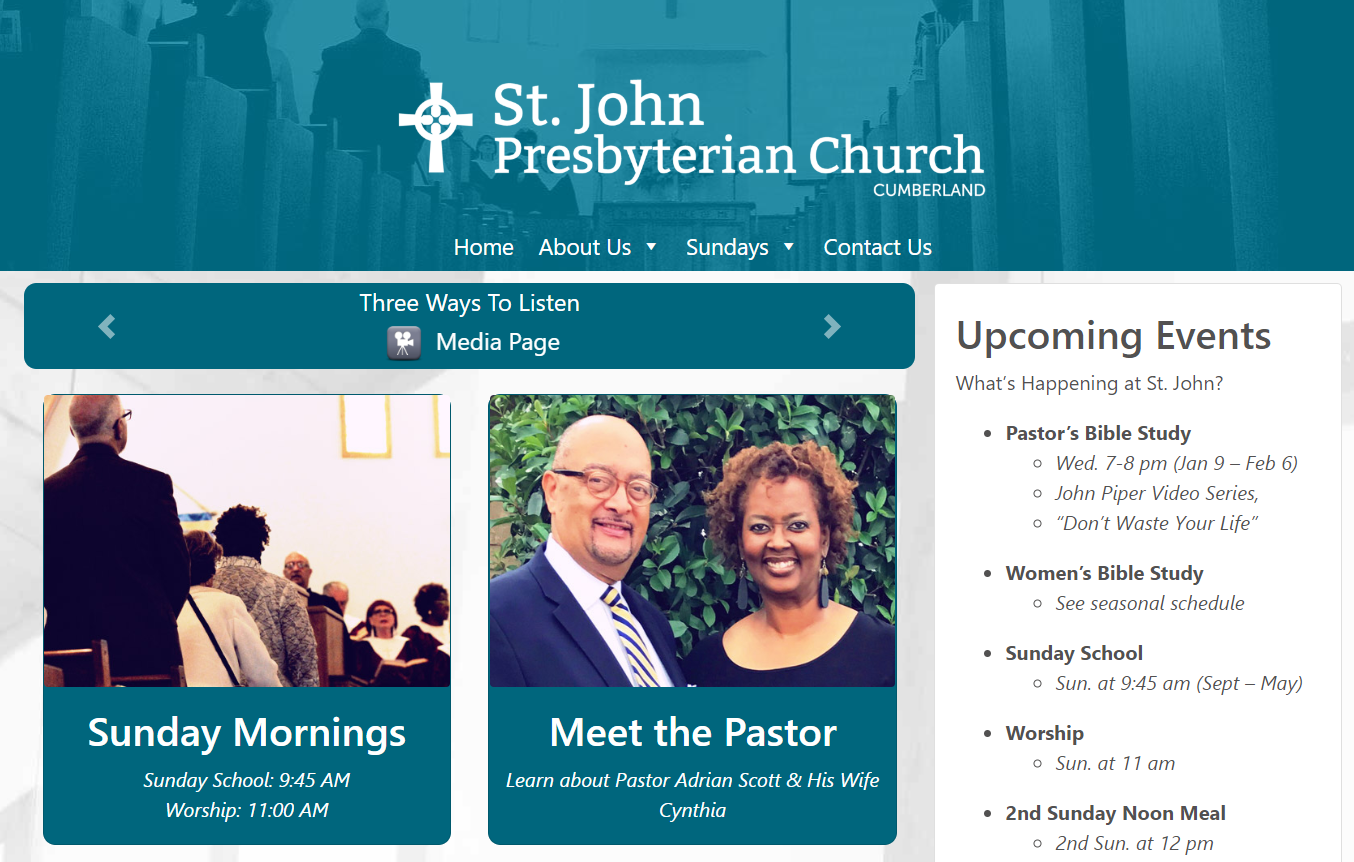 St. John
Presbyterian Church
CUMBERLAND
Home About Us Sundays Contact Us
Three Ways To Listen
Media Page
Sunday Mornings
Sunday School: 9:45 AM
Worship: 11:00 AM
Meet the Pastor
Learn about Pastor Adrian Scott & His Wife
Cynthia
Upcoming Events
What’s Happening at St. John?
Pastor’s Bible Study
Wed. 7-8 pm (Jan 9 – Feb 6)
John Piper Video Series,
“Don’t Waste Your Life”
Women’s Bible Study
See seasonal schedule
Sunday School
Sun. at 9:45 am (Sept – May)
Worship
Sun. at 11 am
2nd Sunday Noon Meal
2nd Sun. at 12 pm